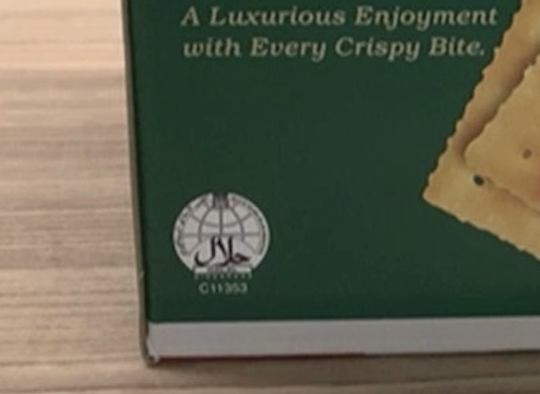 A Luxurious Enjoyment
with Every Crispy Bite.
حلال
C11353